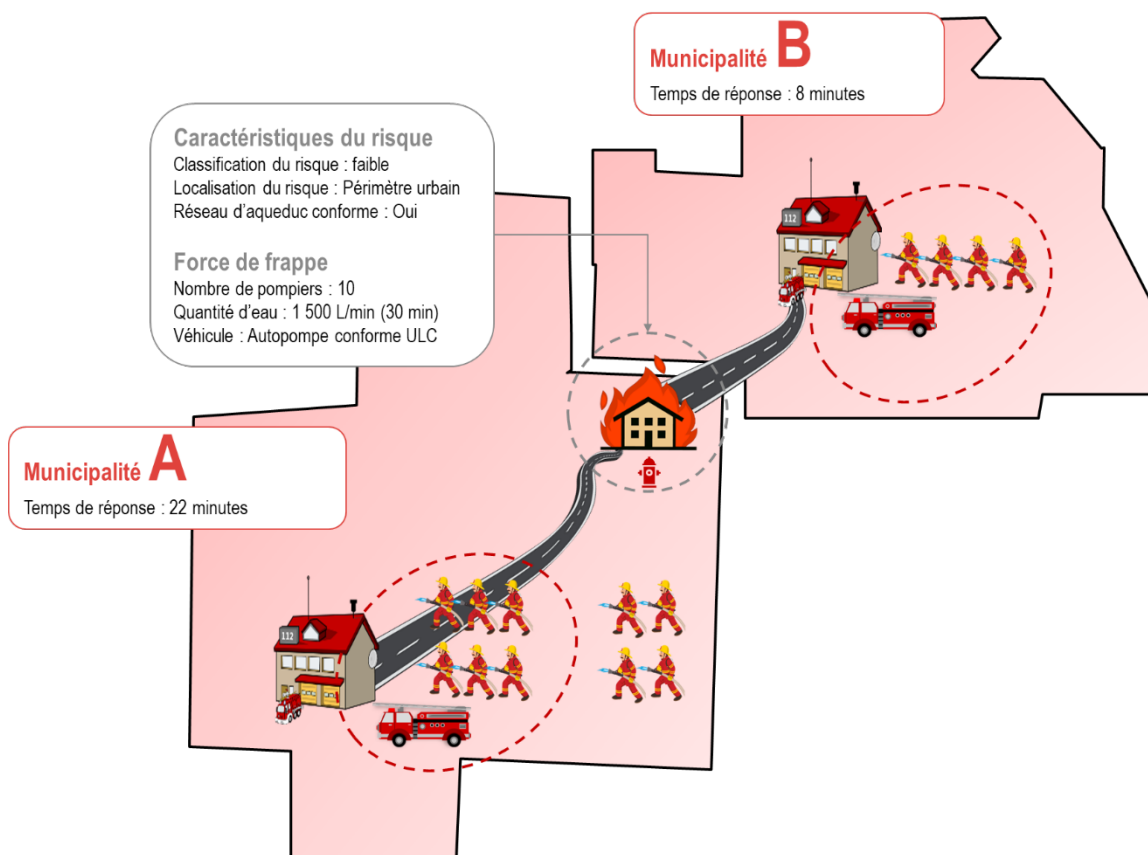 Municipalité B
Temps de réponse : 8 minutes
Caractéristiques du risque
Classification du risque : faible
Localisation du risque : Périmètre urbain
Réseau d'aqueduc conforme : Oui
Force de frappe
Nombre de pompiers : 10
Quantité d'eau : 1 500 L/min (30 min)
Véhicule : Autopompe conforme ULC
112
Municipalité A
Temps de réponse : 22 minutes
112